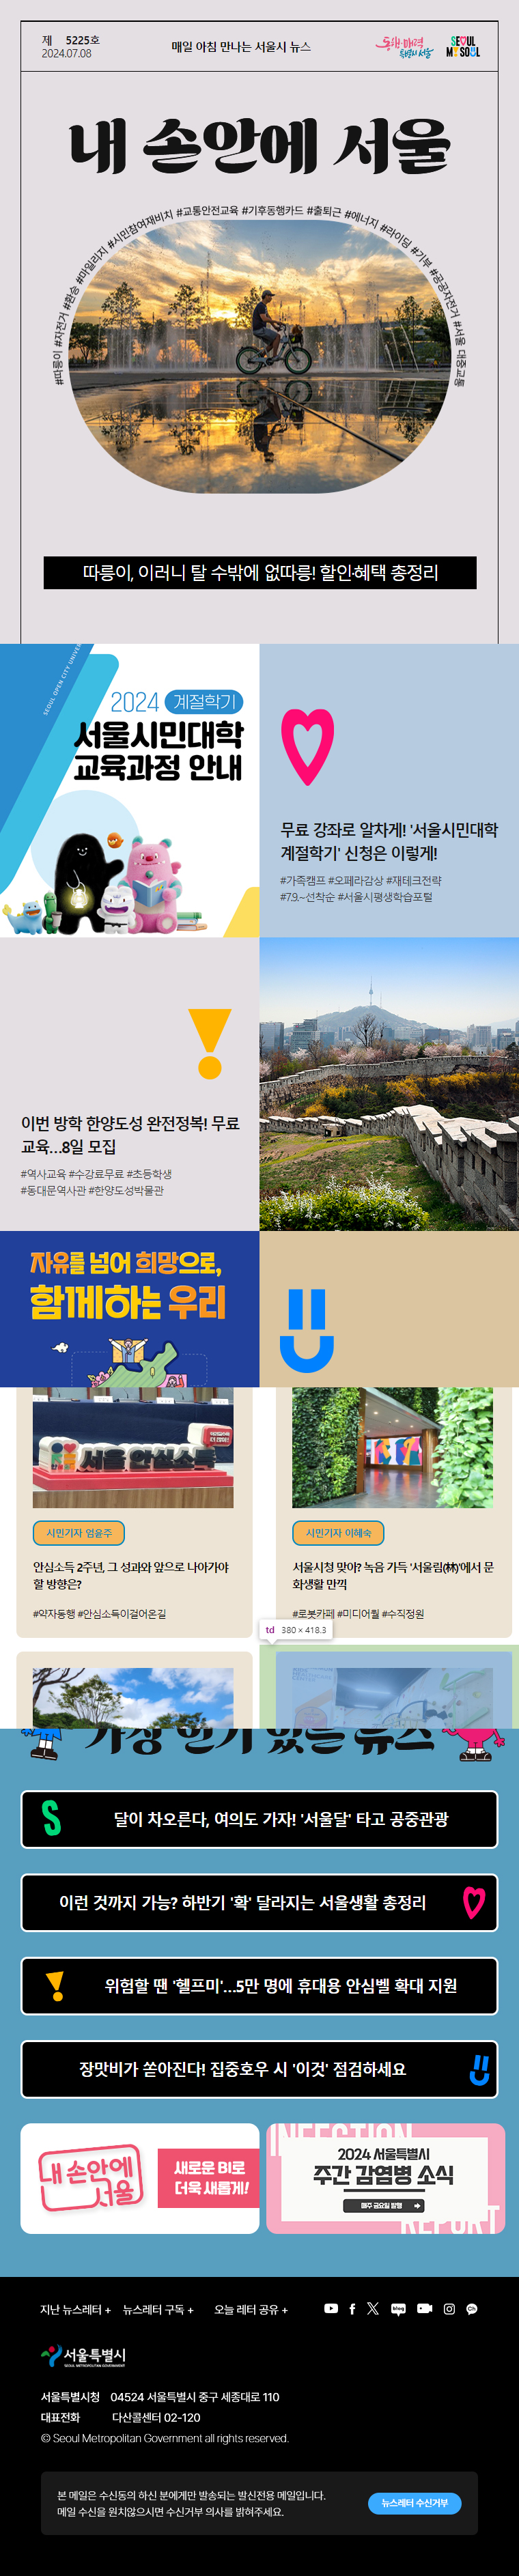 제 5225호
2024.07.08
매일 아침 만나는 서울시 뉴스
동행·매력
특별시 서울
SEOUL
MY SOUL
내 손안에 서울
#따릉이 #자전거 #환승 #마일리지 #시민참여재비치 #교통안전교육 #기후동행카드 #출퇴근 #에너지 #라이딩 #기부 #공공자전거 #서울 대중교통
따릉이, 이러니 탈 수밖에 없따릉! 할인·혜택 총정리
SEOUL OPEN CITY UNIVER
2024 계절학기
서울시민대학
교육과정 안내
무료 강좌로 알차게! '서울시민대학
계절학기' 신청은 이렇게!
#가족캠프 #오페라감상 #재테크전략
#7.9.~선착순 #서울시평생학습포털
이번 방학 한양도성 완전정복! 무료
교육…8일 모집
#역사교육 #수강료무료 #초등학생
#동대문역사관 #한양도성박물관
자유를 넘어 희망으로,
함께하는 우리
시민기자 엄윤주
안심소득 2주년, 그 성과와 앞으로 나아가야
할 방향은?
#약자동행 #안심소득이걸어온길
시민기자 이혜숙
서울시청 맞아? 녹음 가득 '서울림(林)'에서 문
화생활 만끽
#로봇카페 #미디어월 #수직정원
td 380 × 418.3
가장 인기 있는 뉴스
달이 차오른다, 여의도 가자! '서울달' 타고 공중관광
이런 것까지 가능? 하반기 '확' 달라지는 서울생활 총정리
위험할 땐 '헬프미'…5만 명에 휴대용 안심벨 확대 지원
장맛비가 쏟아진다! 집중호우 시 '이것' 점검하세요
내 손안에
서울
새로운 BI로
더욱 새롭게!
INFECTION
2024 서울특별시
주간 감염병 소식
매주 금요일 발행
REPORT
지난 뉴스레터 + 뉴스레터 구독 + 오늘 레터 공유 +
blog
서울특별시
SEOUL METROPOLITAN GOVERNMENT
서울특별시청 04524 서울특별시 중구 세종대로 110
대표전화 다산콜센터 02-120
© Seoul Metropolitan Government all rights reserved.
본 메일은 수신동의 하신 분에게만 발송되는 발신전용 메일입니다.
메일 수신을 원치않으시면 수신거부 의사를 밝혀주세요.
뉴스레터 수신거부